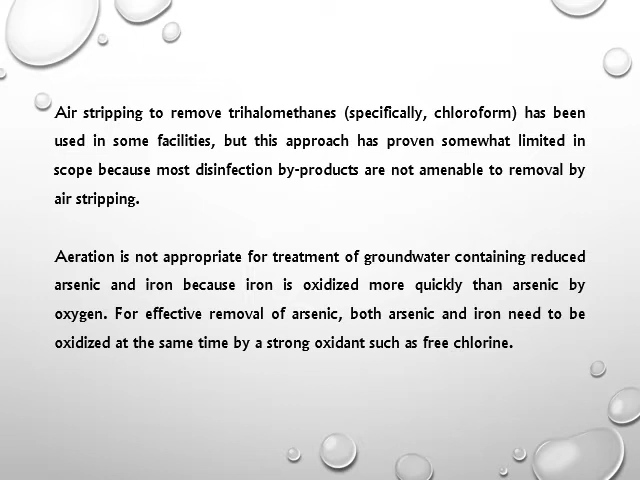 Air stripping to remove trihalomethanes (specifically, chloroform) has been
used in some facilities, but this approach has proven somewhat limited in
scope because most disinfection by-products are not amenable to removal by
air stripping.
Aeration is not appropriate for treatment of groundwater containing reduced
arsenic and iron because iron is oxidized more quickly than arsenic by
oxygen. For effective removal of arsenic, both arsenic and iron need to be
oxidized at the same time by a strong oxidant such as free chlorine.